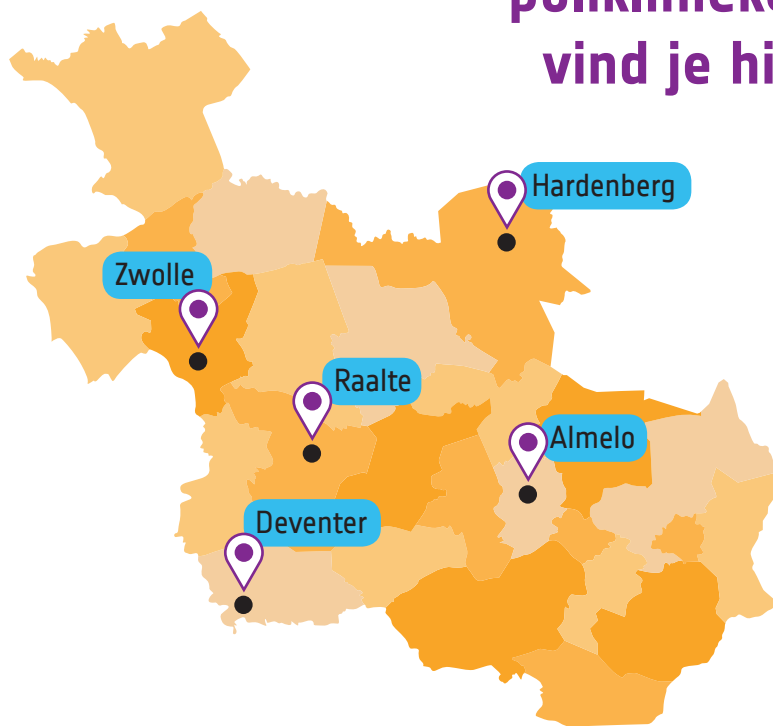 vind je hi
Hardenberg
Zwolle
Raalte
Almelo
Deventer